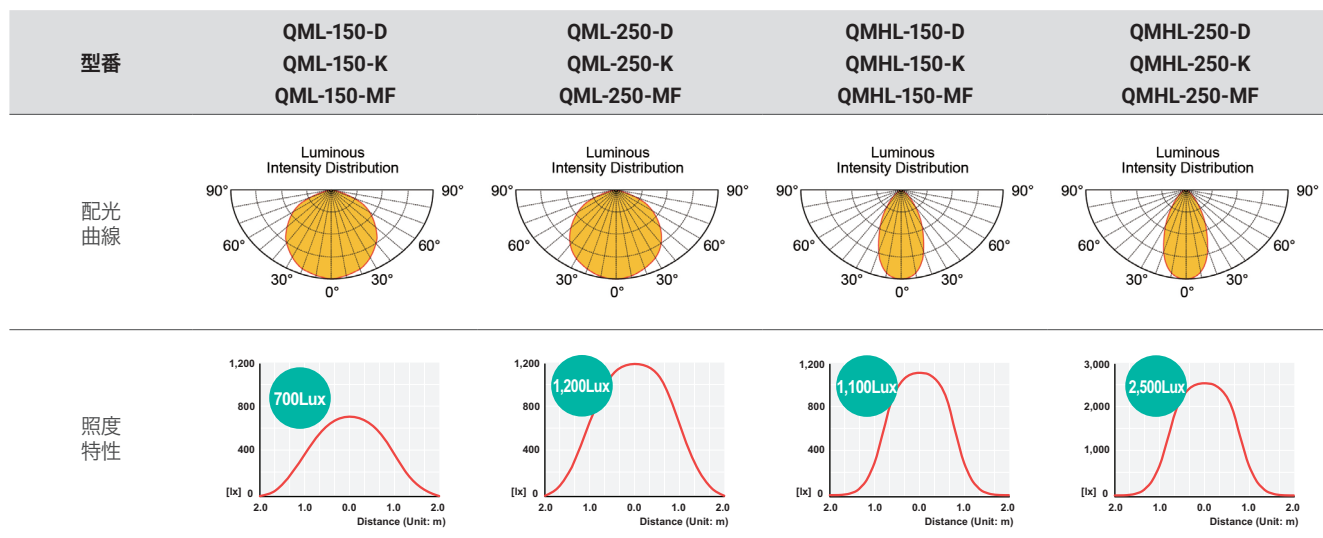 型番
QML-150-D
QML-150-K
QML-150-MF
QML-250-D
QML-250-K
QML-250-MF
QMHL-150-D
QMHL-150-K
QMHL-150-MF
QMHL-250-D
QMHL-250-K
QMHL-250-MF
配光
曲線
Luminous
Intensity Distribution
90° 90°
60° 60°
30° 30°
0°
Luminous
Intensity Distribution
90° 90°
60° 60°
30° 30°
0°
Luminous
Intensity Distribution
90° 90°
60° 60°
30° 30°
0°
Luminous
Intensity Distribution
90° 90°
60° 60°
30° 30°
0°
照度
特性
1,200
700Lux
800
400
[lx] 0
2.0 1.0 0.0 1.0 2.0
Distance (Unit: m)
1,200
1,200Lux
800
400
[lx] 0
2.0 1.0 0.0 1.0 2.0
Distance (Unit: m)
1,200
1,100Lux
800
400
[lx] 0
2.0 1.0 0.0 1.0 2.0
Distance (Unit: m)
3,000
2,500Lux
2,000
1,000
[lx] 0
2.0 1.0 0.0 1.0 2.0
Distance (Unit: m)